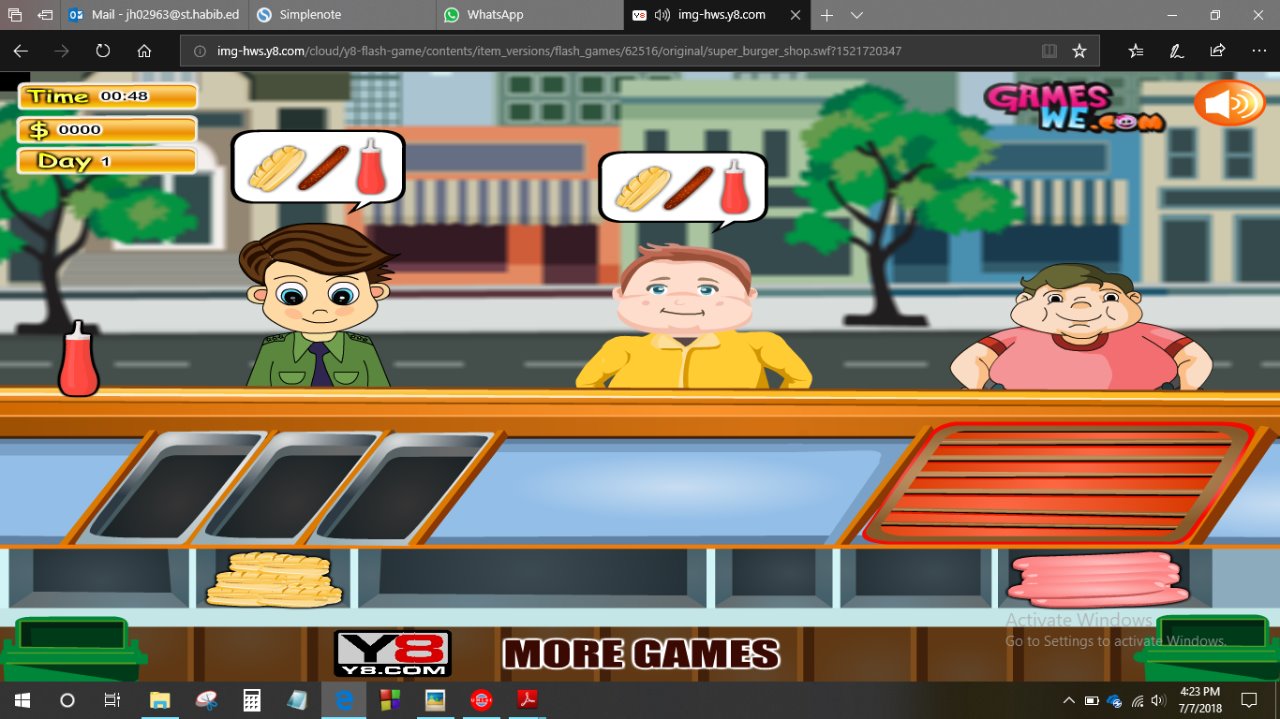 Mail - jh02963@st.habib.ed
Simplenote
WhatsApp
Y8 img-hws.y8.com
img-hws.y8.com/cloud/y8-flash-game/contents/item_versions/flash_games/62516/original/super_burger_shop.swf?1521720347
Time 00:48
$ 0000
Day 1
GAMES
WE.COM
Activate Windows
Go to Settings to activate Windows.
Y8
Y8.COM
MORE GAMES
4:23 PM
7/7/2018